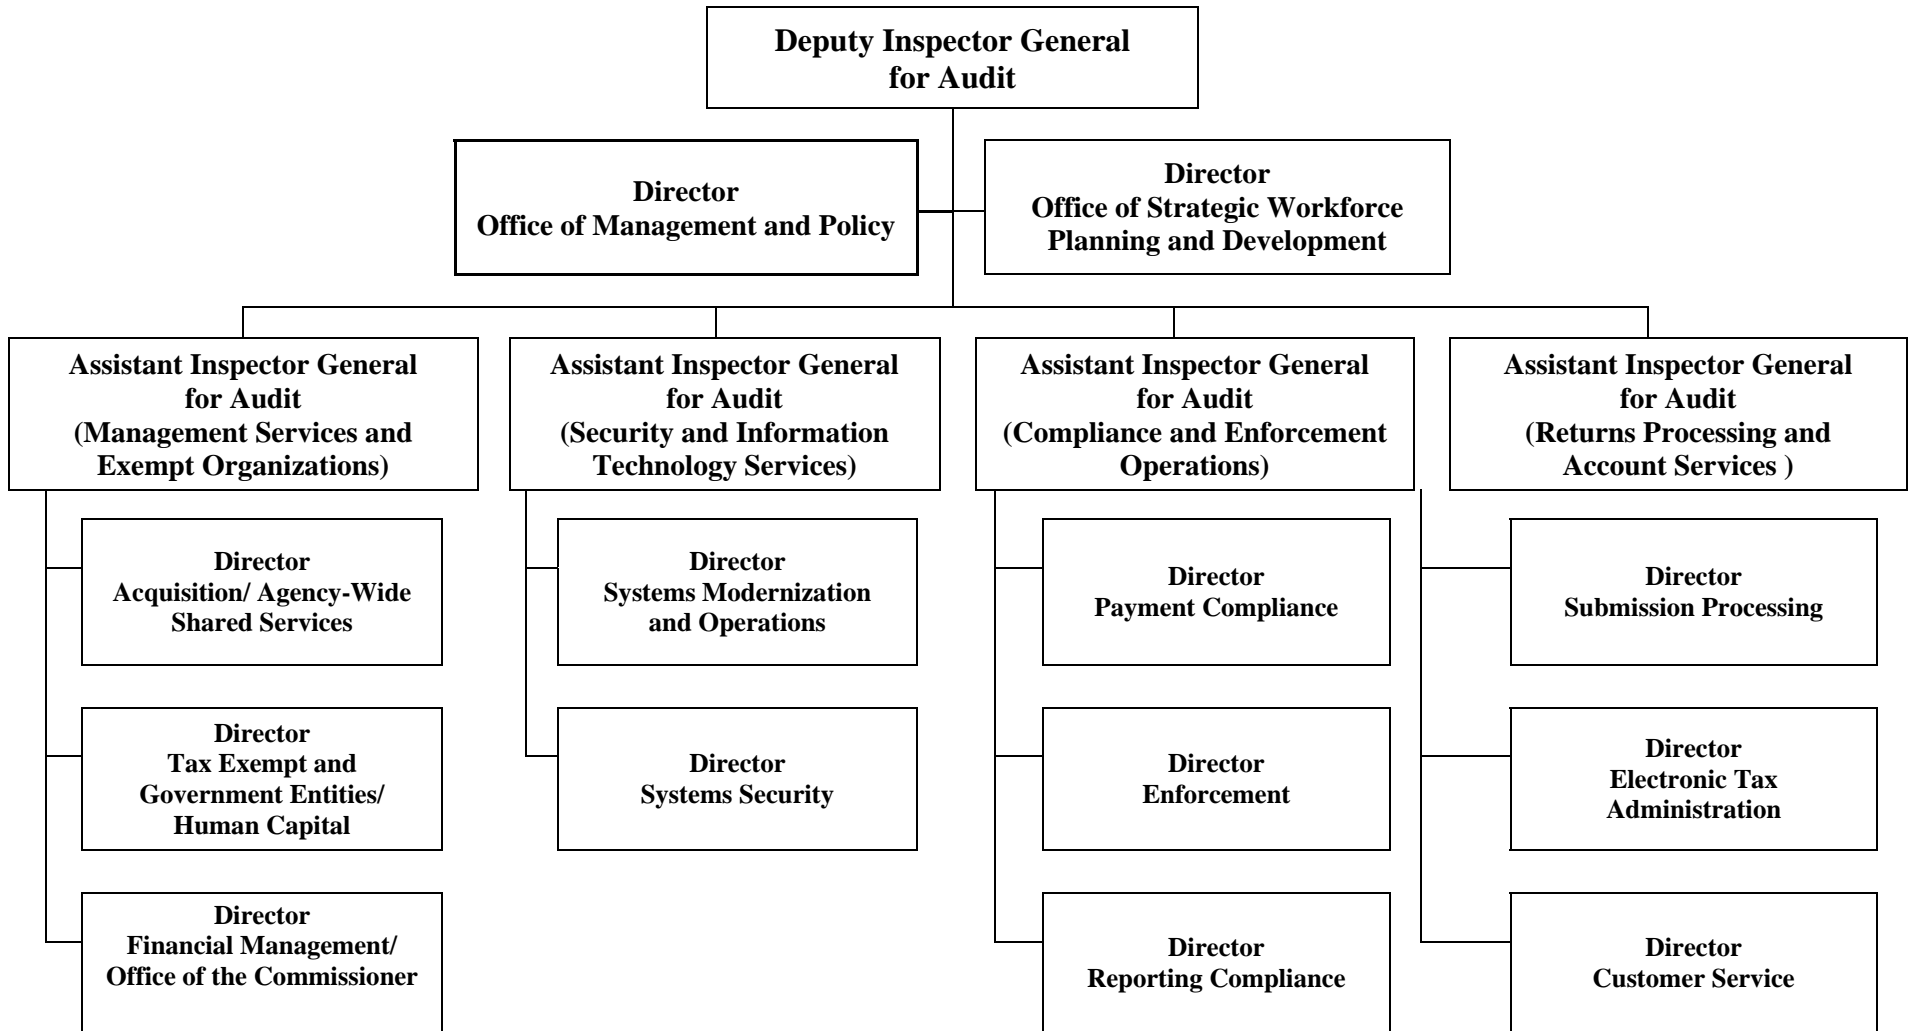 Deputy Inspector General
for Audit
Director
Office of Management and Policy
Director
Office of Strategic Workforce
Planning and Development
Assistant Inspector General
for Audit
(Management Services and
Exempt Organizations)
Assistant Inspector General
for Audit
(Security and Information
Technology Services)
Assistant Inspector General
for Audit
(Compliance and Enforcement
Operations)
Assistant Inspector General
for Audit
(Returns Processing and
Account Services )
Director
Acquisition/ Agency-Wide
Shared Services
Director
Systems Modernization
and Operations
Director
Payment Compliance
Director
Submission Processing
Director
Tax Exempt and
Government Entities/
Human Capital
Director
Systems Security
Director
Enforcement
Director
Electronic Tax
Administration
Director
Financial Management/
Office of the Commissioner
Director
Reporting Compliance
Director
Customer Service